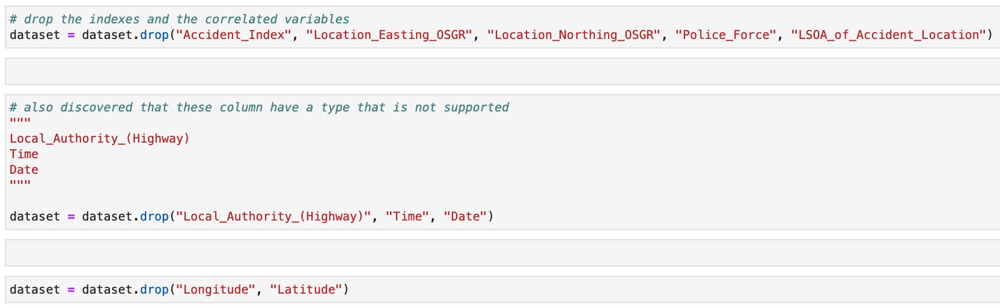 # drop the indexes and the correlated variables
dataset = dataset.drop("Accident_Index", "Location_Easting_OSGR", "Location_Northing_OSGR", "Police_Force", "LSOA_of_Accident_Location")
# also discovered that these column have a type that is not supported
"""
Local_Authority_(Highway)
Time
Date
"""
dataset = dataset.drop("Local_Authority_(Highway)", "Time", "Date")
dataset = dataset.drop("Longitude", "Latitude")